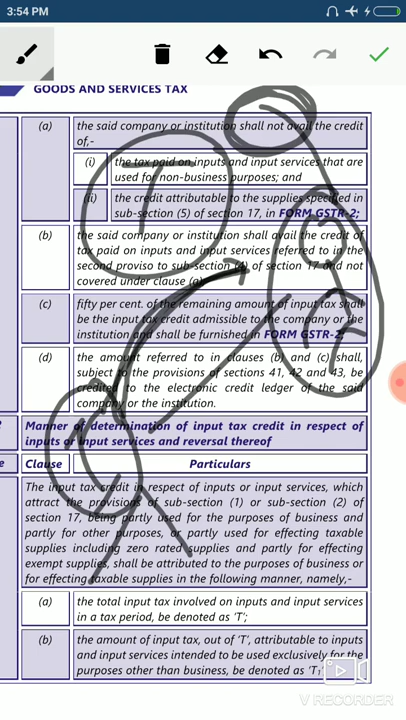 3:54 PM
GOODS AND SERVICES TAX
(a) the said company or institution shall not avail the credit
of,-
(i) the tax paid on inputs and input services that are
used for non-business purposes; and
(ii) the credit attributable to the supplies specified in
sub-section (5) of section 17, in FORM GSTR-2;
(b) the said company or institution shall avail the credit of
tax paid on inputs and input services referred to in the
second proviso to sub-section (4) of section 17 and not
covered under clause (a);
(c) fifty per cent. of the remaining amount of input tax shall
be the input tax credit admissible to the company or the
institution and shall be furnished in FORM GSTR-2;
(d) the amount referred to in clauses (b) and (c) shall,
subject to the provisions of sections 41, 42 and 43, be
credited to the electronic credit ledger of the said
company or the institution.
Manner of determination of input tax credit in respect of
inputs or input services and reversal thereof
Clause Particulars
The input tax credit in respect of inputs or input services, which
attract the provisions of sub-section (1) or sub-section (2) of
section 17, being partly used for the purposes of business and
partly for other purposes, or partly used for effecting taxable
supplies including zero rated supplies and partly for effecting
exempt supplies, shall be attributed to the purposes of business or
for effecting taxable supplies in the following manner, namely,-
(a) the total input tax involved on inputs and input services
in a tax period, be denoted as 'T';
(b) the amount of input tax, out of 'T', attributable to inputs
and input services intended to be used exclusively for the
purposes other than business, be denoted as 'T₁'
V RECORDER